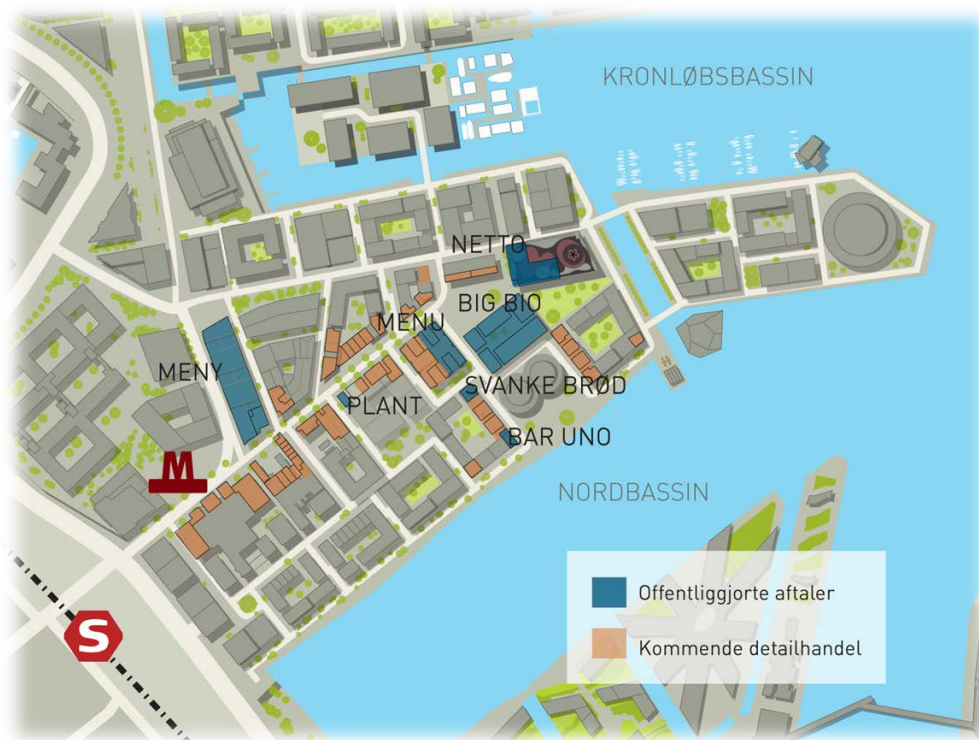 KRONLØBSBASSIN
NETTO
BIG BIO
MENU
MENY
SVANKE BRØD
PLANT
BAR UNO
M
NORDBASSIN
Offentliggjorte aftaler
Kommende detailhandel
S